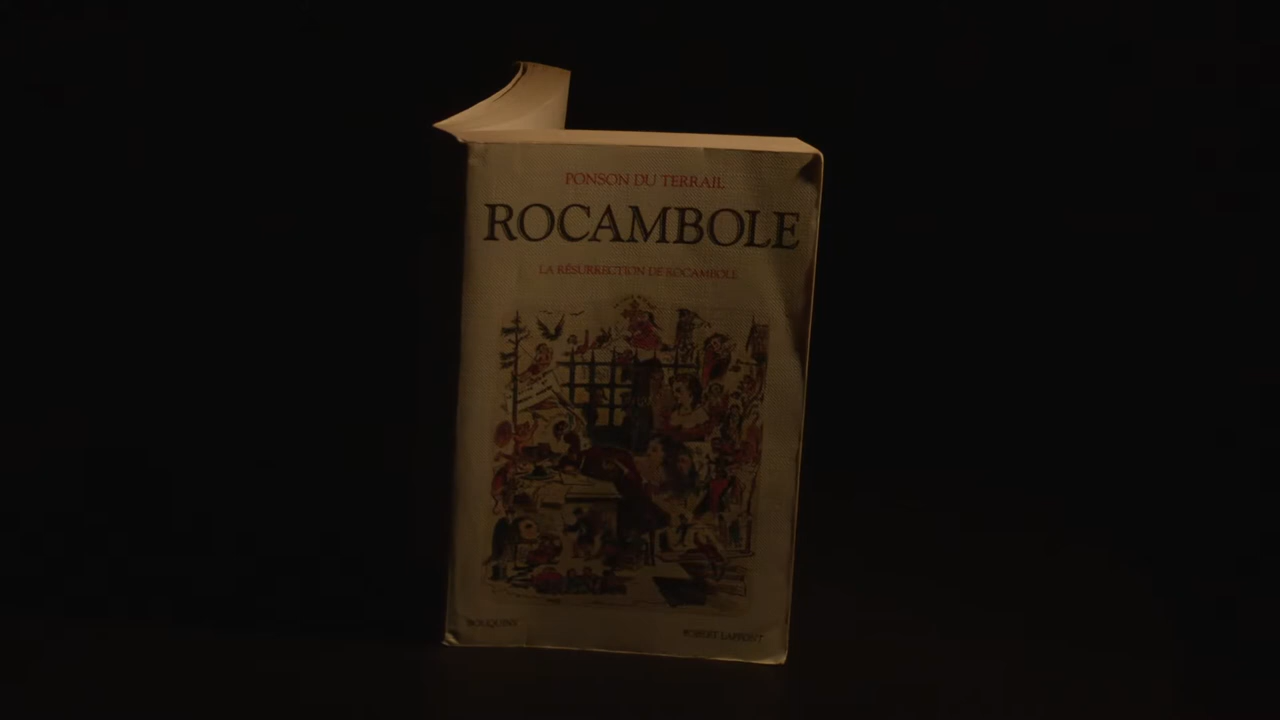 PONSON DU TERRAIL
ROCAMBOLE
LA RÉSURRECTION DE ROCAMBOLE
BOUQUINS
ROBERT LAFFONT